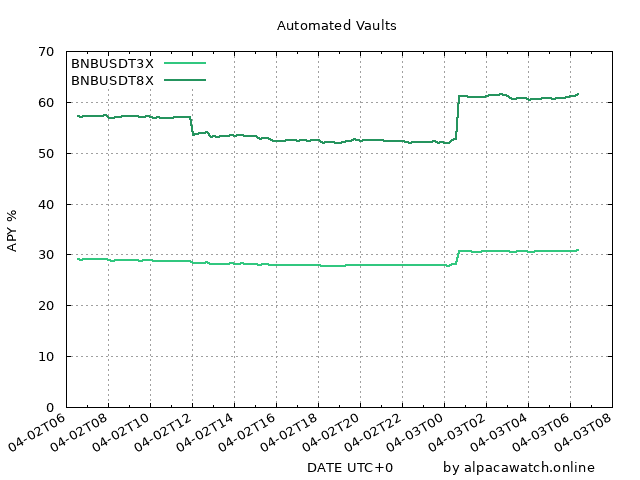 Automated Vaults
BNBUSDT3X
BNBUSDT8X
APY %
70
60
50
40
30
20
10
0
04-02T06
04-02T08
04-02T10
04-02T12
04-02T14
04-02T16
04-02T18
04-02T20
04-02T22
04-03T00
04-03T02
04-03T04
04-03T06
04-03T08
DATE UTC+0
by alpacawatch.online